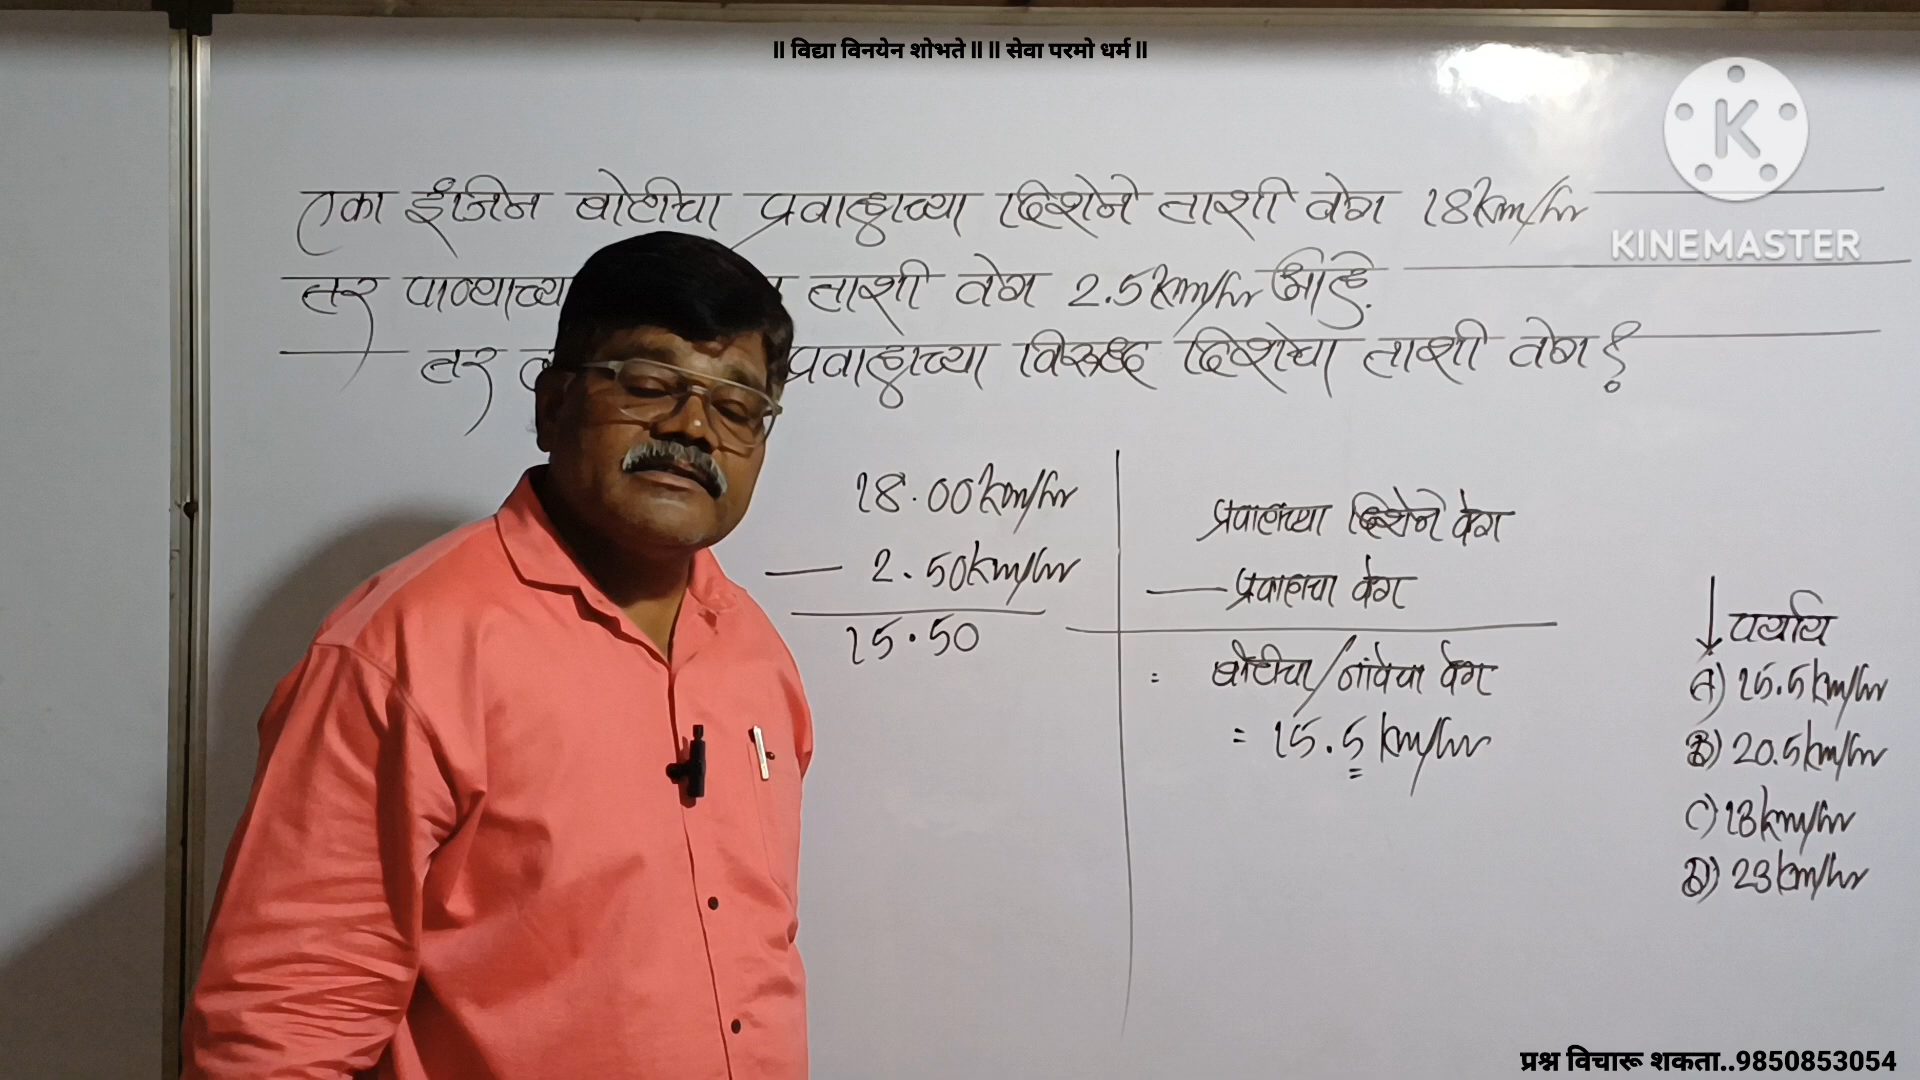 ॥ विद्या विनयेन शोभते ॥ ॥ सेवा परमो धर्म ॥
KINEMASTER
एका इंजिन बोटीचा प्रवाहाच्या दिशेने ताशी वेग 18km/hr
तर पाण्याच्या ताशी वेग 2.5km/hr आहे.
तर प्रवाहाच्या विरुध्द दिशेचा ताशी वेग?
18.00km/hr
— 2.50km/hr
15.50
प्रवाहाच्या दिशेने वेग
— प्रवाहाचा वेग
= बोटीचा/नावेचा वेग
= 15.5 km/hr
↓ पर्याय
A) 15.5km/hr
B) 20.5km/hr
C) 13km/hr
D) 23km/hr
प्रश्न विचारू शकता..9850853054